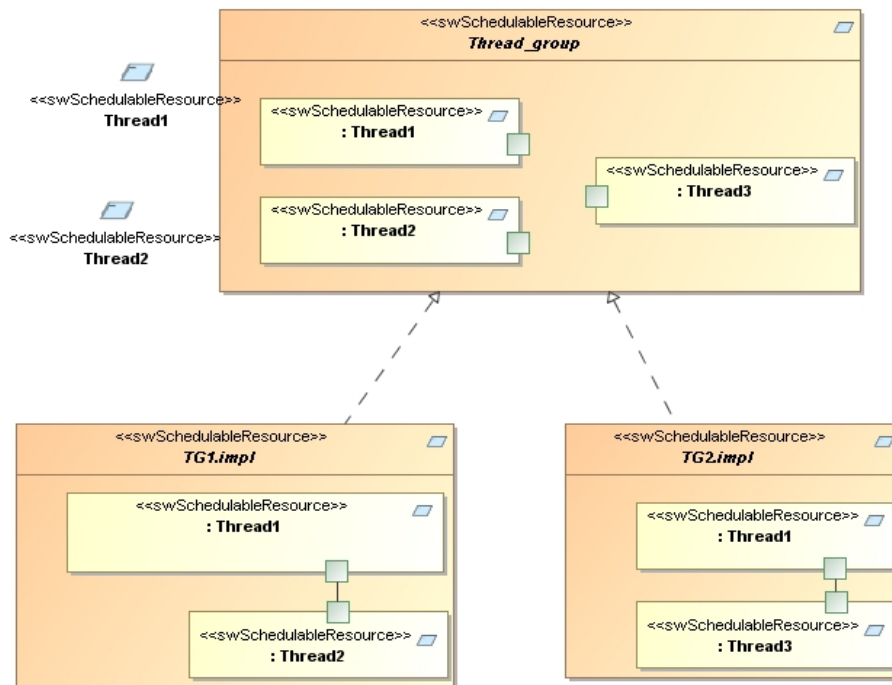 <<swSchedulableResource>>
Thread_group
<<swSchedulableResource>>
Thread1
<<swSchedulableResource>>
: Thread1
<<swSchedulableResource>>
: Thread3
<<swSchedulableResource>>
: Thread2
<<swSchedulableResource>>
Thread2
<<swSchedulableResource>>
TG1.impl
<<swSchedulableResource>>
: Thread1
<<swSchedulableResource>>
: Thread2
<<swSchedulableResource>>
TG2.impl
<<swSchedulableResource>>
: Thread1
<<swSchedulableResource>>
: Thread3